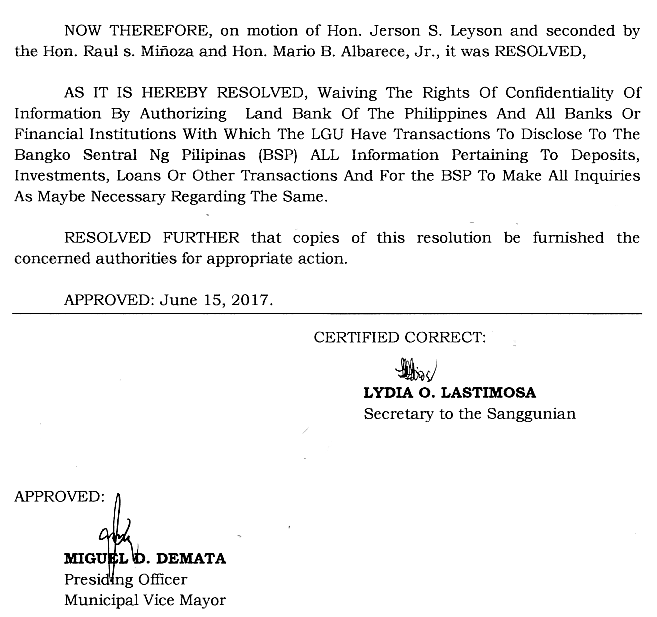 NOW THEREFORE, on motion of Hon. Jerson S. Leyson and seconded by
the Hon. Raul s. Miñoza and Hon. Mario B. Albarece, Jr., it was RESOLVED,
AS IT IS HEREBY RESOLVED, Waiving The Rights Of Confidentiality Of
Information By Authorizing Land Bank Of The Philippines And All Banks Or
Financial Institutions With Which The LGU Have Transactions To Disclose To The
Bangko Sentral Ng Pilipinas (BSP) ALL Information Pertaining To Deposits,
Investments, Loans Or Other Transactions And For the BSP To Make All Inquiries
As Maybe Necessary Regarding The Same.
RESOLVED FURTHER that copies of this resolution be furnished the
concerned authorities for appropriate action.
APPROVED: June 15, 2017.
CERTIFIED CORRECT:
LYDIA O. LASTIMOSA
Secretary to the Sanggunian
APPROVED:
MIGUEL D. DEMATA
Presiding Officer
Municipal Vice Mayor